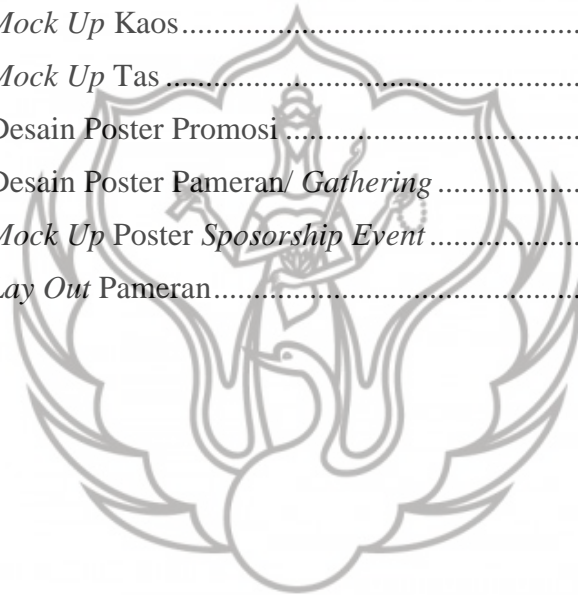 Mock Up Kaos....................................................
Mock Up Tas......................................................
Desain Poster Promosi.....................................
Desain Poster Pameran/ Gathering....................
Mock Up Poster Sposorship Event.....................
Lay Out Pameran...............................................